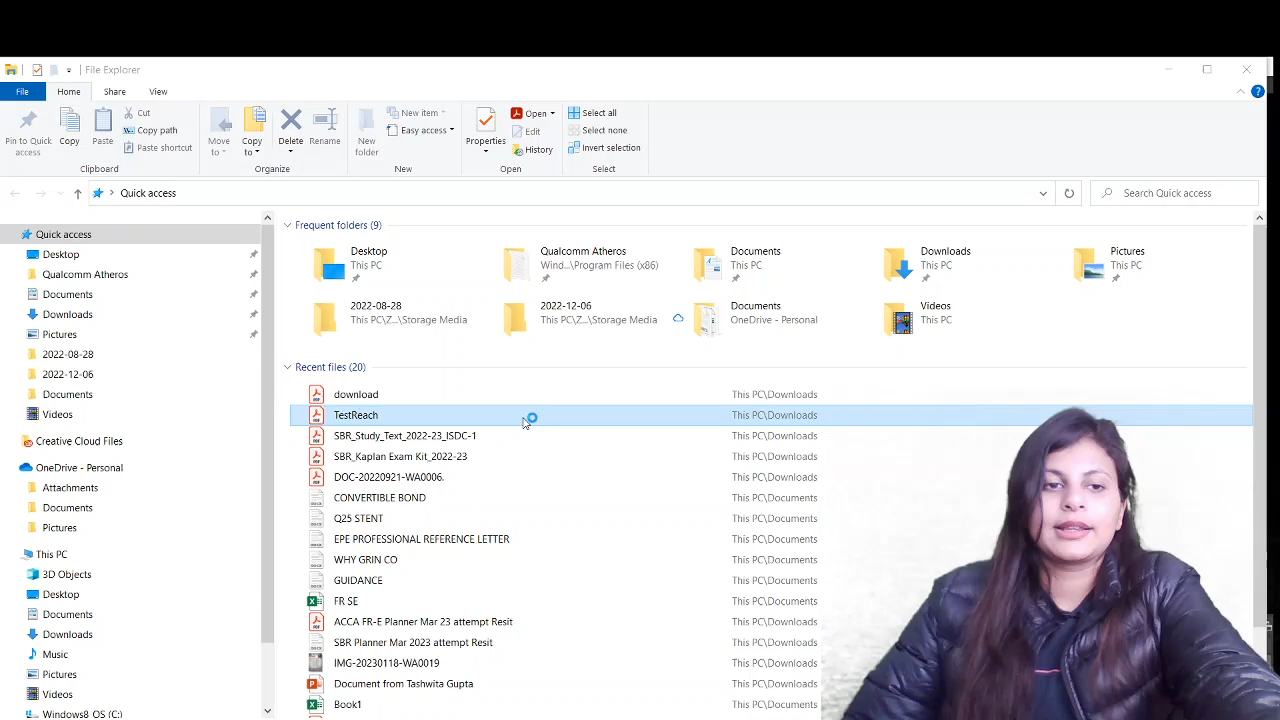 File Explorer
File Home Share View
Pin to Quick access
Copy
Paste
Cut
Copy path
Paste shortcut
Clipboard
Move to
Copy to
Delete
Rename
Organize
New folder
New item
Easy access
New
Properties
Open
Edit
History
Open
Select all
Select none
Invert selection
Select
Quick access
Search Quick access
Quick access
Desktop
Qualcomm Atheros
Documents
Downloads
Pictures
2022-08-28
2022-12-06
Documents
Videos
Creative Cloud Files
OneDrive - Personal
Attachments
Documents
Pictures
This PC
3D Objects
Desktop
Documents
Downloads
Music
Pictures
Videos
Windows8 OS (C:)
Frequent folders (9)
Desktop
This PC
Qualcomm Atheros
Wind...\Program Files (x86)
Documents
This PC
Downloads
This PC
Pictures
This PC
2022-08-28
This PC\Z...\Storage Media
2022-12-06
This PC\Z...\Storage Media
Documents
OneDrive - Personal
Videos
This PC
Recent files (20)
download This PC\Downloads
TestReach This PC\Downloads
SBR_Study_Text_2022-23_ISDC-1 This PC\Downloads
SBR_Kaplan Exam Kit_2022-23 This PC\Downloads
DOC-20220921-WA0006. This PC\Downloads
CONVERTIBLE BOND This PC\Documents
Q25 STENT This PC\Documents
EPE PROFESSIONAL REFERENCE LETTER This PC\Documents
WHY GRIN CO This PC\Documents
GUIDANCE This PC\Documents
FR SE This PC\Documents
ACCA FR-E Planner Mar 23 attempt Resit This PC\Downloads
SBR Planner Mar 2023 attempt Resit This PC\Downloads
IMG-20230118-WA0019 This PC\Downloads
Document from Tashwita Gupta This PC\Downloads
Book1 This PC\Documents